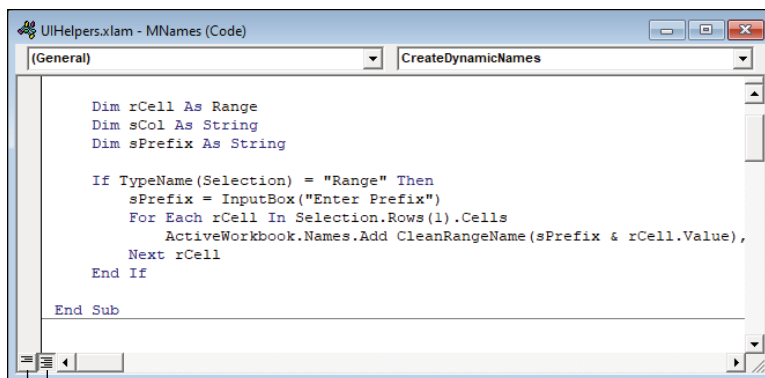 UIHelpers.xlam - MNames (Code)
(General) CreateDynamicNames
Dim rCell As Range
Dim sCol As String
Dim sPrefix As String
If TypeName(Selection) = "Range" Then
sPrefix = InputBox("Enter Prefix")
For Each rCell In Selection.Rows(1).Cells
ActiveWorkbook.Names.Add CleanRangeName(sPrefix & rCell.Value),
Next rCell
End If
End Sub